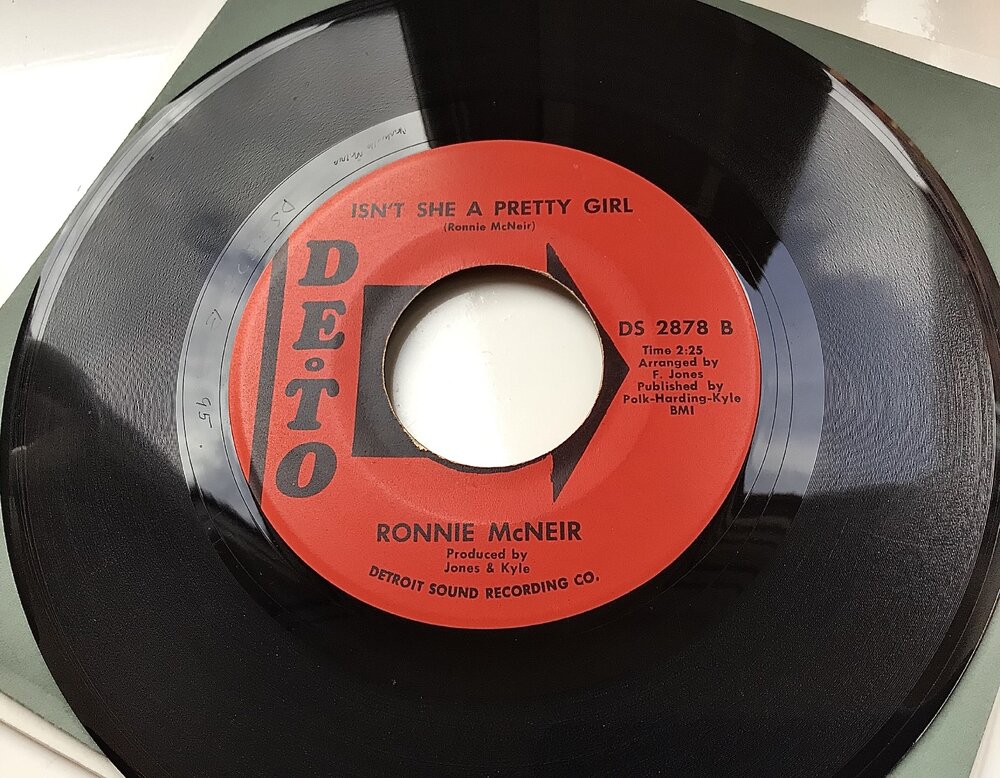 ISN'T SHE A PRETTY GIRL
(Ronnie McNeir)
DE·TO
DS 2878 B
Time 2:25
Arranged by
F. Jones
Published by
Polk-Harding-Kyle
BMI
RONNIE McNEIR
Produced by
Jones & Kyle
DETROIT SOUND RECORDING CO.